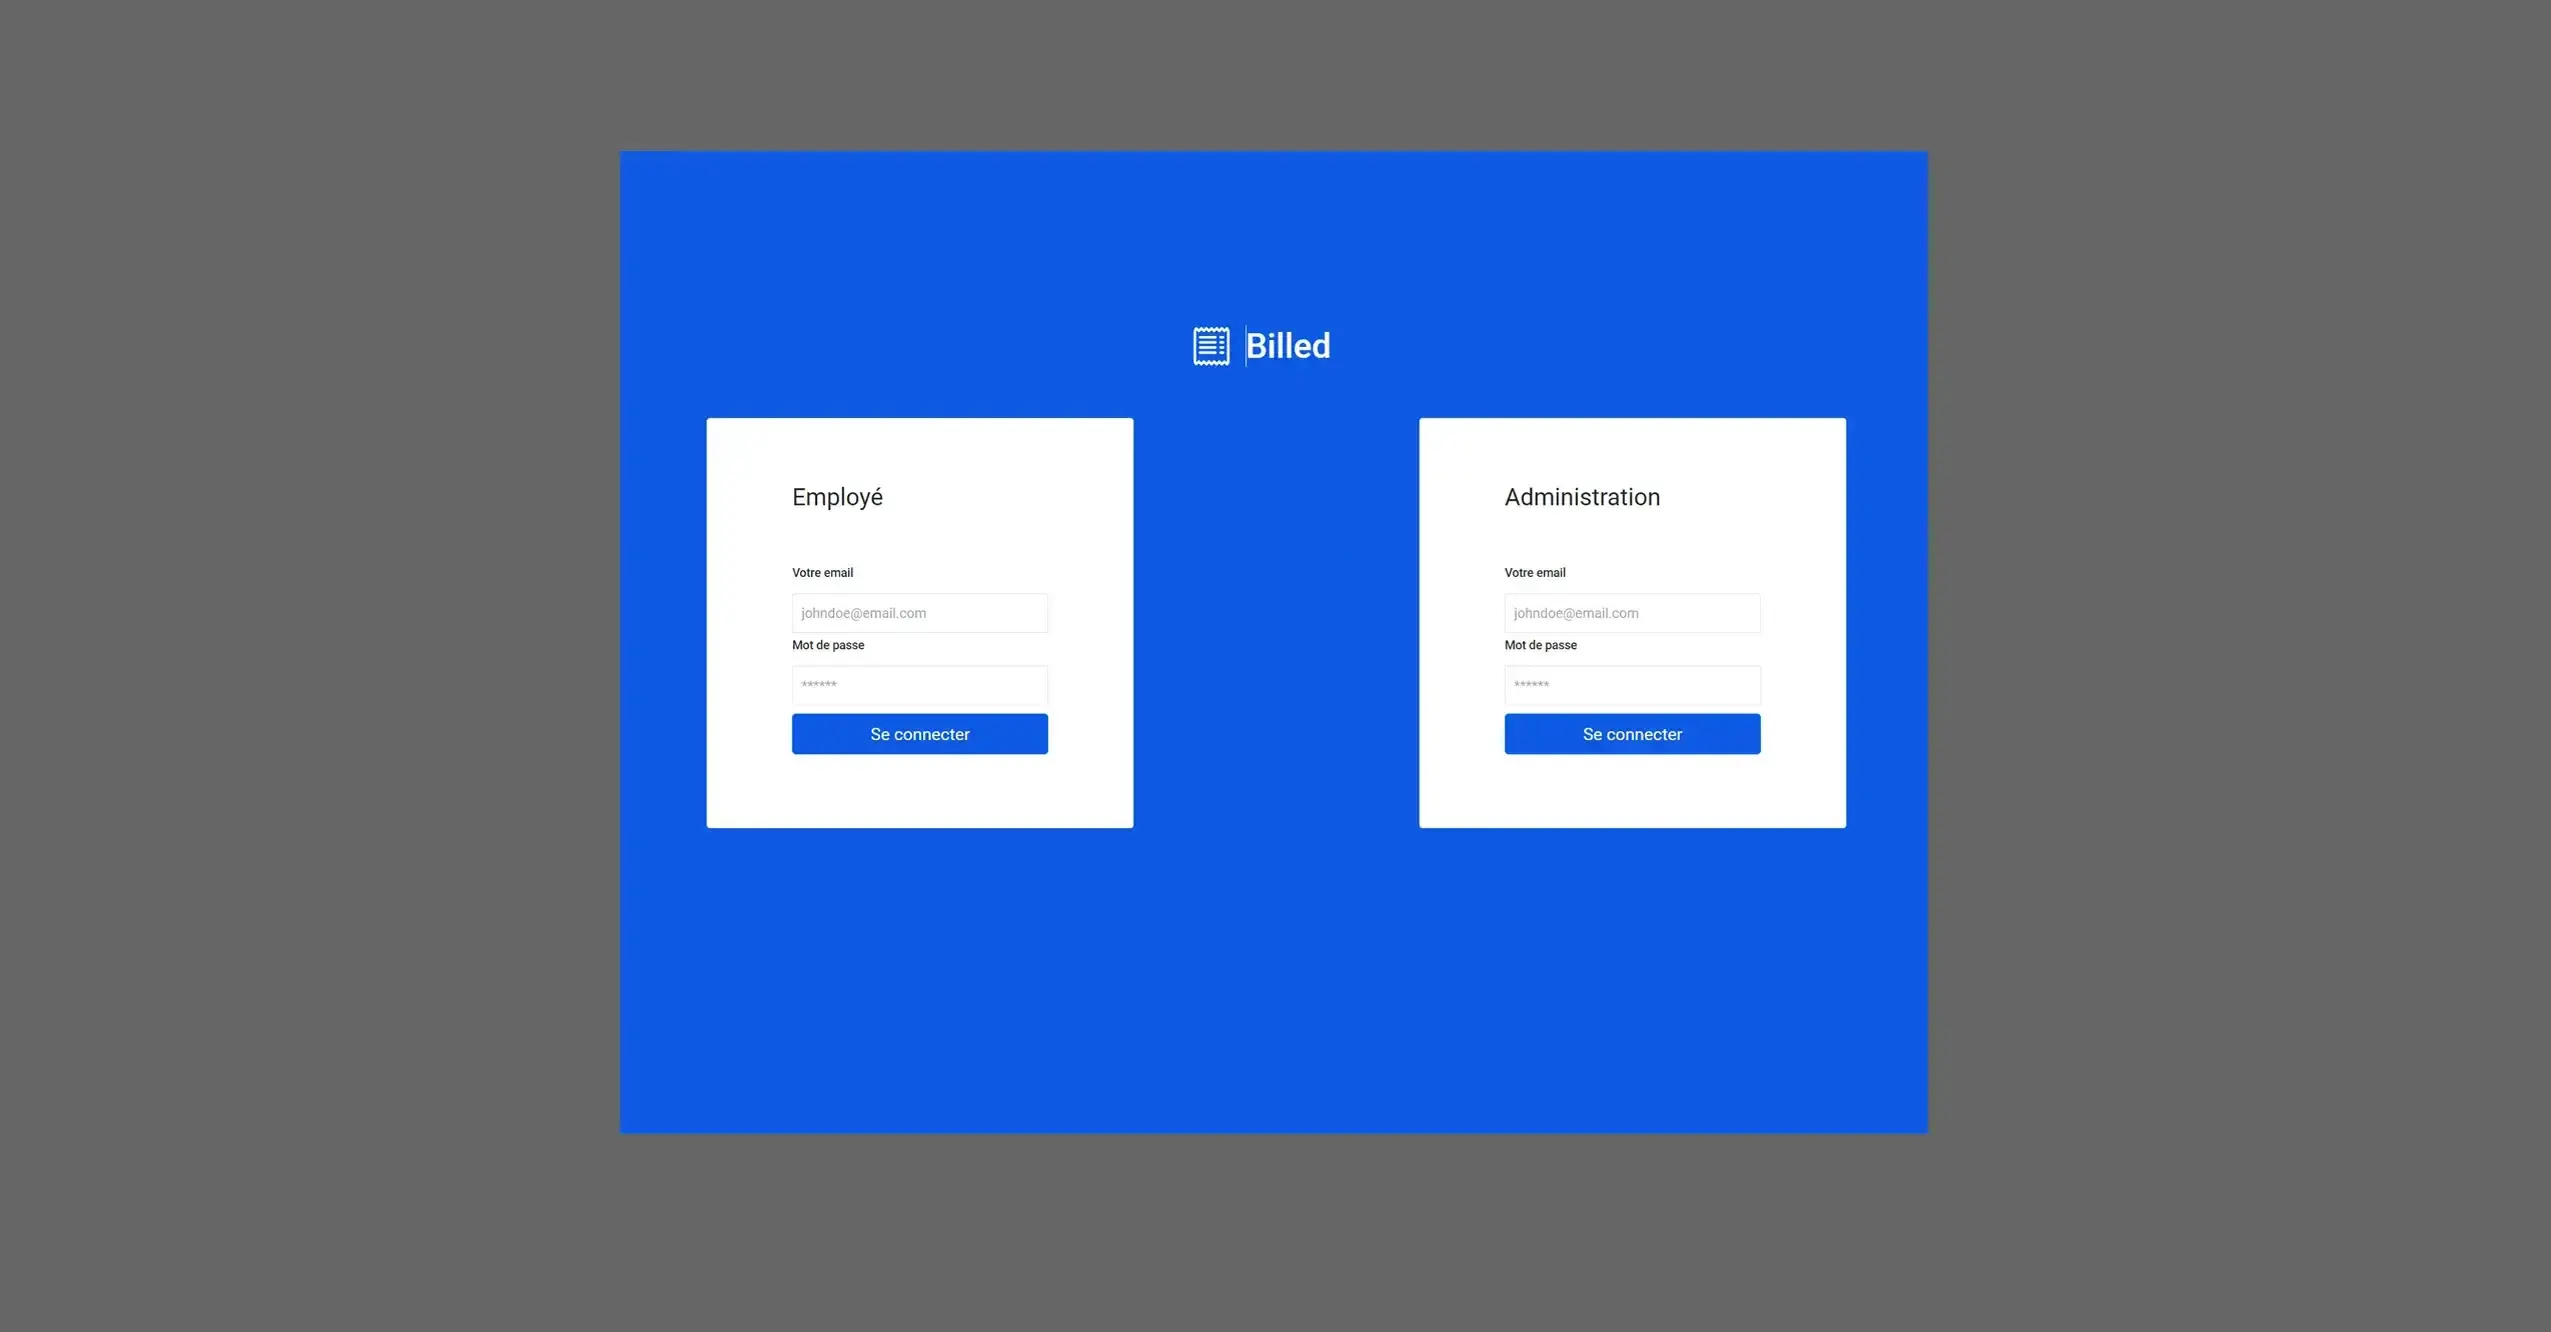 Billed
Employé
Votre email
johndoe@email.com
Mot de passe
******
Se connecter
Administration
Votre email
johndoe@email.com
Mot de passe
******
Se connecter